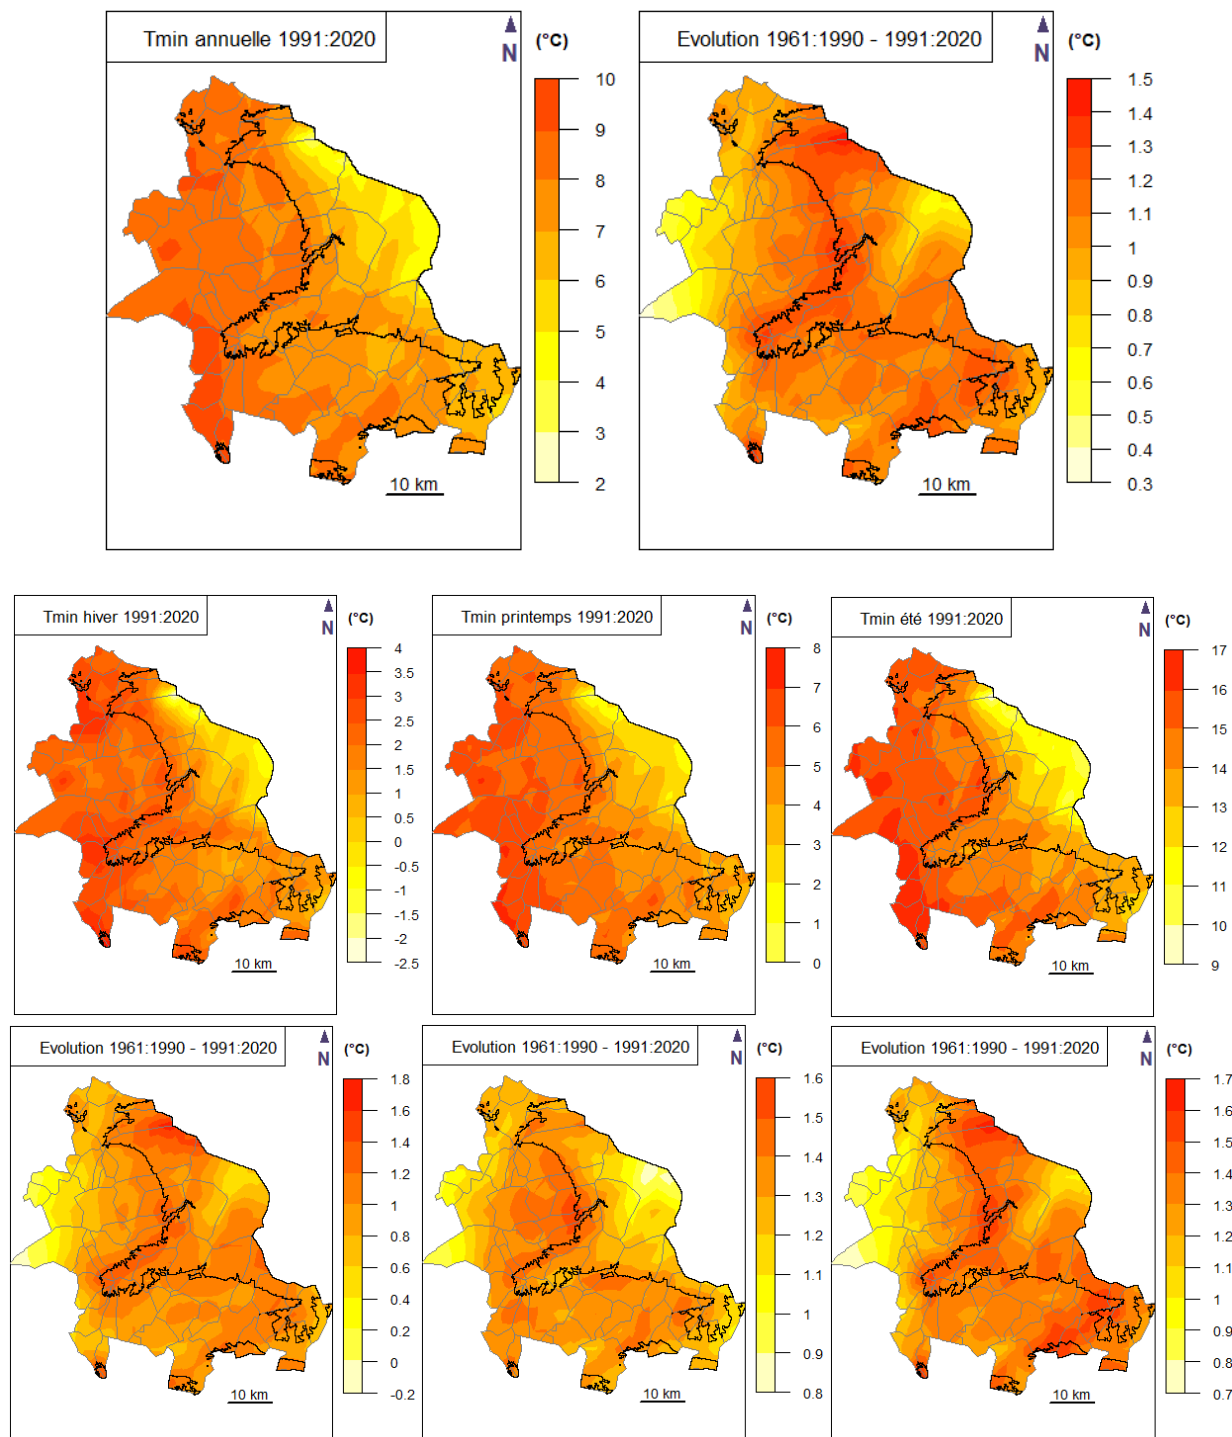 Tmin annuelle 1991:2020
N
(°C)
10
9
8
7
6
5
4
3
2
10 km
Evolution 1961:1990 - 1991:2020
N
(°C)
1.5
1.4
1.3
1.2
1.1
1
0.9
0.8
0.7
0.6
0.5
0.4
0.3
10 km
Tmin hiver 1991:2020
N
(°C)
4
3.5
3
2.5
2
1.5
1
0.5
0
-0.5
-1
-1.5
-2
-2.5
10 km
Tmin printemps 1991:2020
N
(°C)
8
7
6
5
4
3
2
1
0
10 km
Tmin été 1991:2020
N
(°C)
17
16
15
14
13
12
11
10
9
10 km
Evolution 1961:1990 - 1991:2020
N
(°C)
1.8
1.6
1.4
1.2
1
0.8
0.6
0.4
0.2
0
-0.2
10 km
Evolution 1961:1990 - 1991:2020
N
(°C)
1.6
1.5
1.4
1.3
1.2
1.1
1
0.9
0.8
10 km
Evolution 1961:1990 - 1991:2020
N
(°C)
1.7
1.6
1.5
1.4
1.3
1.2
1.1
1
0.9
0.8
0.7
10 km